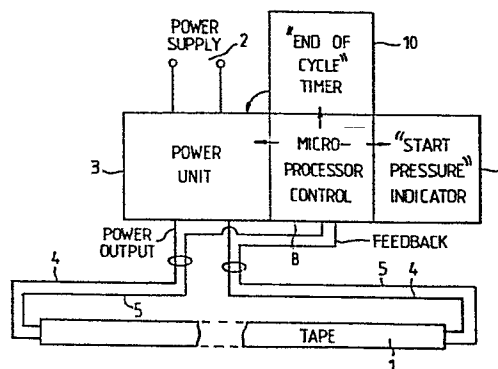 POWER SUPPLY
2
"END OF CYCLE" TIMER
10
3
POWER UNIT
MICRO-PROCESSOR CONTROL
"START PRESSURE" INDICATOR
POWER OUTPUT
8
FEEDBACK
4
5
5
4
TAPE
1